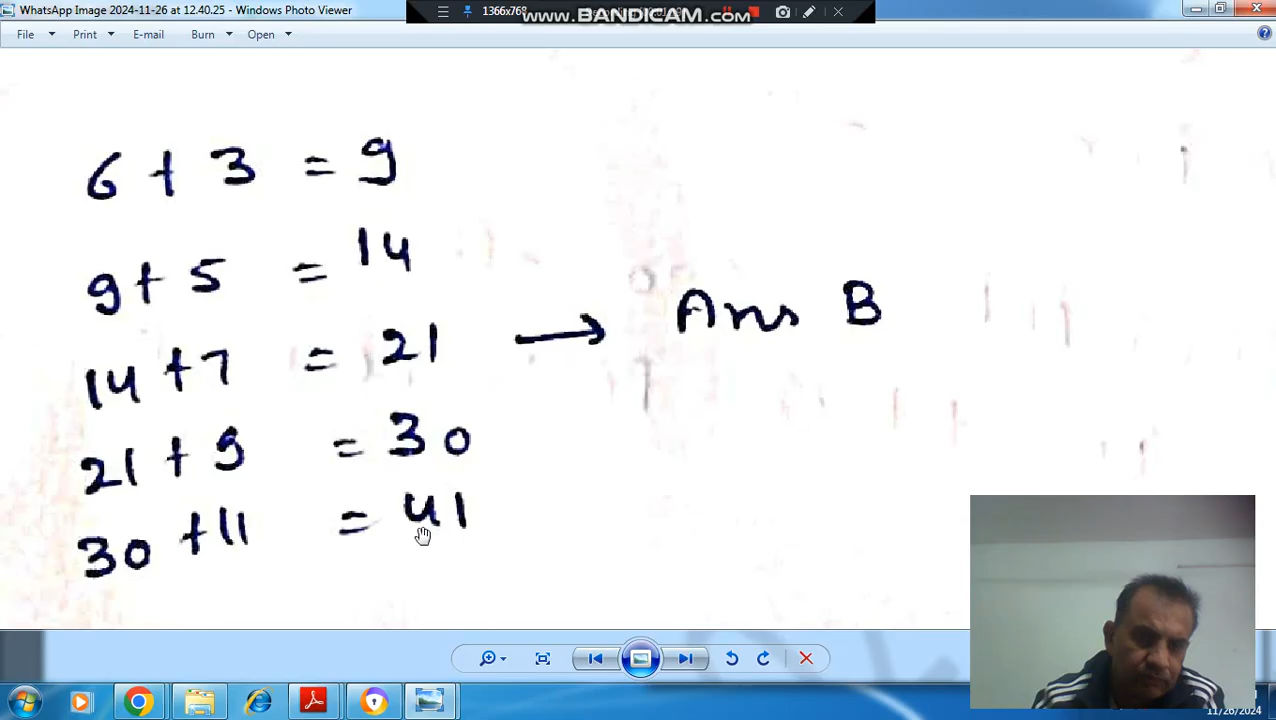 WhatsApp Image 2024-11-26 at 12.40.25 - Windows Photo Viewer
1366x768
www.BANDICAM.com
File Print E-mail Burn Open
6 + 3 = 9
9 + 5 = 14
14 + 7 = 21 → Ans B
21 + 9 = 30
30 + 11 = 41
11/26/2024